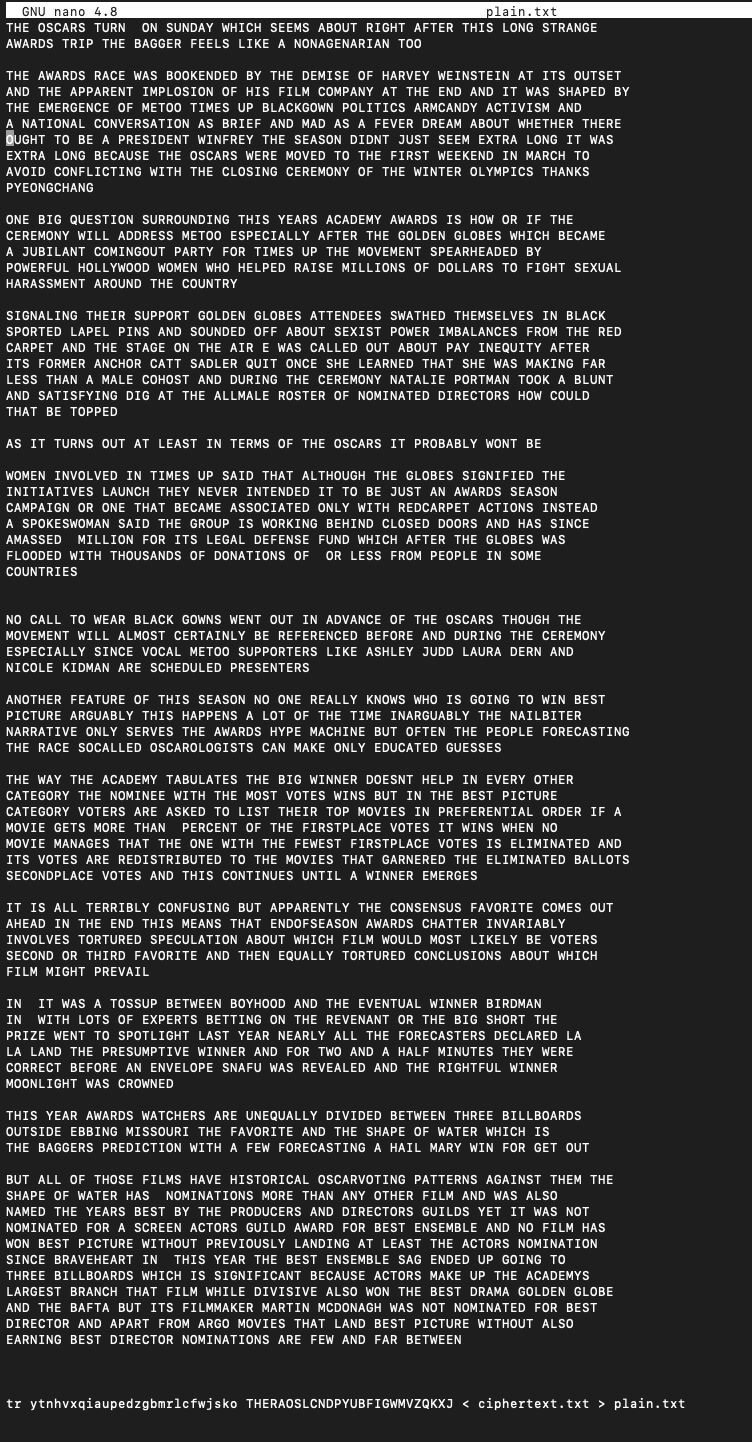 GNU nano 4.8 plain.txt
THE OSCARS TURN  ON SUNDAY WHICH SEEMS ABOUT RIGHT AFTER THIS LONG STRANGE
AWARDS TRIP THE BAGGER FEELS LIKE A NONAGENARIAN TOO
THE AWARDS RACE WAS BOOKENDED BY THE DEMISE OF HARVEY WEINSTEIN AT ITS OUTSET
AND THE APPARENT IMPLOSION OF HIS FILM COMPANY AT THE END AND IT WAS SHAPED BY
THE EMERGENCE OF METOO TIMES UP BLACKGOWN POLITICS ARMCANDY ACTIVISM AND
A NATIONAL CONVERSATION AS BRIEF AND MAD AS A FEVER DREAM ABOUT WHETHER THERE
OUGHT TO BE A PRESIDENT WINFREY THE SEASON DIDNT JUST SEEM EXTRA LONG IT WAS
EXTRA LONG BECAUSE THE OSCARS WERE MOVED TO THE FIRST WEEKEND IN MARCH TO
AVOID CONFLICTING WITH THE CLOSING CEREMONY OF THE WINTER OLYMPICS THANKS
PYEONGCHANG
ONE BIG QUESTION SURROUNDING THIS YEARS ACADEMY AWARDS IS HOW OR IF THE
CEREMONY WILL ADDRESS METOO ESPECIALLY AFTER THE GOLDEN GLOBES WHICH BECAME
A JUBILANT COMINGOUT PARTY FOR TIMES UP THE MOVEMENT SPEARHEADED BY
POWERFUL HOLLYWOOD WOMEN WHO HELPED RAISE MILLIONS OF DOLLARS TO FIGHT SEXUAL
HARASSMENT AROUND THE COUNTRY
SIGNALING THEIR SUPPORT GOLDEN GLOBES ATTENDEES SWATHED THEMSELVES IN BLACK
SPORTED LAPEL PINS AND SOUNDED OFF ABOUT SEXIST POWER IMBALANCES FROM THE RED
CARPET AND THE STAGE ON THE AIR E WAS CALLED OUT ABOUT PAY INEQUITY AFTER
ITS FORMER ANCHOR CATT SADLER QUIT ONCE SHE LEARNED THAT SHE WAS MAKING FAR
LESS THAN A MALE COHOST AND DURING THE CEREMONY NATALIE PORTMAN TOOK A BLUNT
AND SATISFYING DIG AT THE ALLMALE ROSTER OF NOMINATED DIRECTORS HOW COULD
THAT BE TOPPED
AS IT TURNS OUT AT LEAST IN TERMS OF THE OSCARS IT PROBABLY WONT BE
WOMEN INVOLVED IN TIMES UP SAID THAT ALTHOUGH THE GLOBES SIGNIFIED THE
INITIATIVES LAUNCH THEY NEVER INTENDED IT TO BE JUST AN AWARDS SEASON
CAMPAIGN OR ONE THAT BECAME ASSOCIATED ONLY WITH REDCARPET ACTIONS INSTEAD
A SPOKESWOMAN SAID THE GROUP IS WORKING BEHIND CLOSED DOORS AND HAS SINCE
AMASSED  MILLION FOR ITS LEGAL DEFENSE FUND WHICH AFTER THE GLOBES WAS
FLOODED WITH THOUSANDS OF DONATIONS OF  OR LESS FROM PEOPLE IN SOME
COUNTRIES
NO CALL TO WEAR BLACK GOWNS WENT OUT IN ADVANCE OF THE OSCARS THOUGH THE
MOVEMENT WILL ALMOST CERTAINLY BE REFERENCED BEFORE AND DURING THE CEREMONY
ESPECIALLY SINCE VOCAL METOO SUPPORTERS LIKE ASHLEY JUDD LAURA DERN AND
NICOLE KIDMAN ARE SCHEDULED PRESENTERS
ANOTHER FEATURE OF THIS SEASON NO ONE REALLY KNOWS WHO IS GOING TO WIN BEST
PICTURE ARGUABLY THIS HAPPENS A LOT OF THE TIME INARGUABLY THE NAILBITER
NARRATIVE ONLY SERVES THE AWARDS HYPE MACHINE BUT OFTEN THE PEOPLE FORECASTING
THE RACE SOCALLED OSCAROLOGISTS CAN MAKE ONLY EDUCATED GUESSES
THE WAY THE ACADEMY TABULATES THE BIG WINNER DOESNT HELP IN EVERY OTHER
CATEGORY THE NOMINEE WITH THE MOST VOTES WINS BUT IN THE BEST PICTURE
CATEGORY VOTERS ARE ASKED TO LIST THEIR TOP MOVIES IN PREFERENTIAL ORDER IF A
MOVIE GETS MORE THAN  PERCENT OF THE FIRSTPLACE VOTES IT WINS WHEN NO
MOVIE MANAGES THAT THE ONE WITH THE FEWEST FIRSTPLACE VOTES IS ELIMINATED AND
ITS VOTES ARE REDISTRIBUTED TO THE MOVIES THAT GARNERED THE ELIMINATED BALLOTS
SECONDPLACE VOTES AND THIS CONTINUES UNTIL A WINNER EMERGES
IT IS ALL TERRIBLY CONFUSING BUT APPARENTLY THE CONSENSUS FAVORITE COMES OUT
AHEAD IN THE END THIS MEANS THAT ENDOFSEASON AWARDS CHATTER INVARIABLY
INVOLVES TORTURED SPECULATION ABOUT WHICH FILM WOULD MOST LIKELY BE VOTERS
SECOND OR THIRD FAVORITE AND THEN EQUALLY TORTURED CONCLUSIONS ABOUT WHICH
FILM MIGHT PREVAIL
IN  IT WAS A TOSSUP BETWEEN BOYHOOD AND THE EVENTUAL WINNER BIRDMAN
IN  WITH LOTS OF EXPERTS BETTING ON THE REVENANT OR THE BIG SHORT THE
PRIZE WENT TO SPOTLIGHT LAST YEAR NEARLY ALL THE FORECASTERS DECLARED LA
LA LAND THE PRESUMPTIVE WINNER AND FOR TWO AND A HALF MINUTES THEY WERE
CORRECT BEFORE AN ENVELOPE SNAFU WAS REVEALED AND THE RIGHTFUL WINNER
MOONLIGHT WAS CROWNED
THIS YEAR AWARDS WATCHERS ARE UNEQUALLY DIVIDED BETWEEN THREE BILLBOARDS
OUTSIDE EBBING MISSOURI THE FAVORITE AND THE SHAPE OF WATER WHICH IS
THE BAGGERS PREDICTION WITH A FEW FORECASTING A HAIL MARY WIN FOR GET OUT
BUT ALL OF THOSE FILMS HAVE HISTORICAL OSCARVOTING PATTERNS AGAINST THEM THE
SHAPE OF WATER HAS  NOMINATIONS MORE THAN ANY OTHER FILM AND WAS ALSO
NAMED THE YEARS BEST BY THE PRODUCERS AND DIRECTORS GUILDS YET IT WAS NOT
NOMINATED FOR A SCREEN ACTORS GUILD AWARD FOR BEST ENSEMBLE AND NO FILM HAS
WON BEST PICTURE WITHOUT PREVIOUSLY LANDING AT LEAST THE ACTORS NOMINATION
SINCE BRAVEHEART IN  THIS YEAR THE BEST ENSEMBLE SAG ENDED UP GOING TO
THREE BILLBOARDS WHICH IS SIGNIFICANT BECAUSE ACTORS MAKE UP THE ACADEMYS
LARGEST BRANCH THAT FILM WHILE DIVISIVE ALSO WON THE BEST DRAMA GOLDEN GLOBE
AND THE BAFTA BUT ITS FILMMAKER MARTIN MCDONAGH WAS NOT NOMINATED FOR BEST
DIRECTOR AND APART FROM ARGO MOVIES THAT LAND BEST PICTURE WITHOUT ALSO
EARNING BEST DIRECTOR NOMINATIONS ARE FEW AND FAR BETWEEN
tr ytnhvxqiaupedzgbmrlcfwjsko THERAOSLCNDPYUBFIGWMVZQKXJ < ciphertext.txt > plain.txt